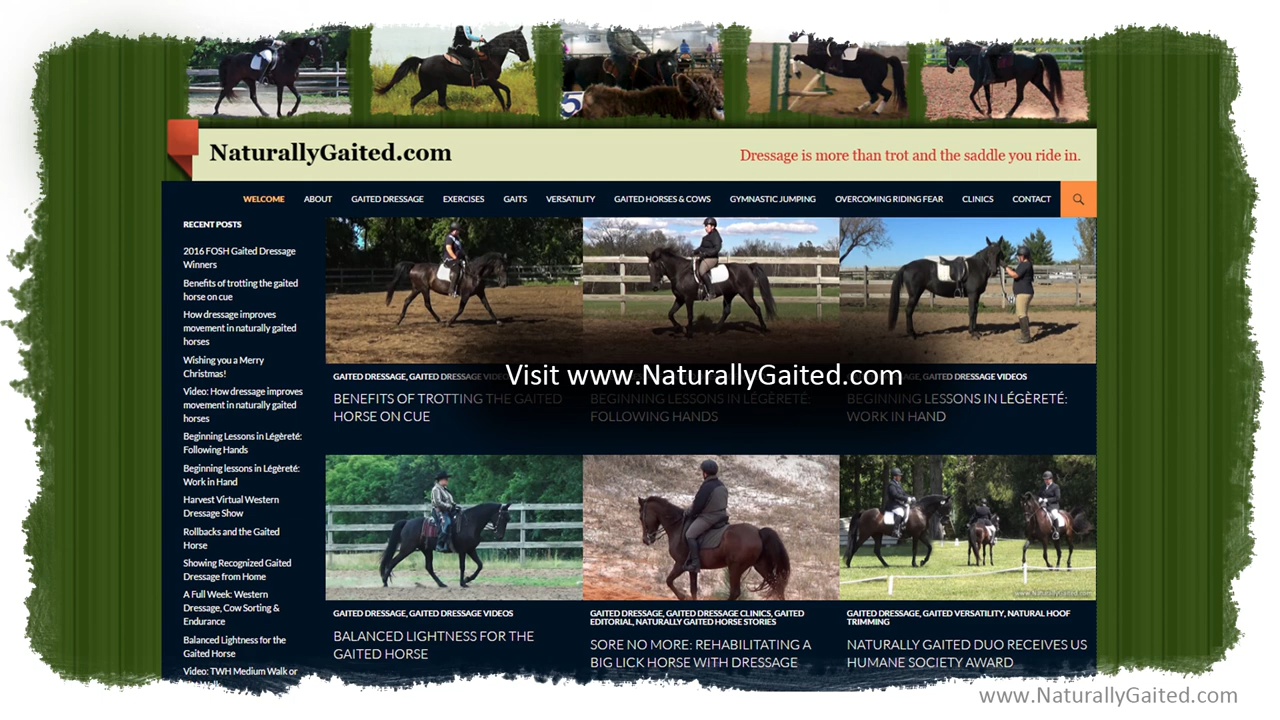 5
NaturallyGaited.com
Dressage is more than trot and the saddle you ride in.
WELCOME ABOUT GAITED DRESSAGE EXERCISES GAITS VERSATILITY GAITED HORSES & COWS GYMNASTIC JUMPING OVERCOMING RIDING FEAR CLINICS CONTACT
RECENT POSTS
2016 FOSH Gaited Dressage
Winners
Benefits of trotting the gaited
horse on cue
How dressage improves
movement in naturally gaited
horses
Wishing you a Merry
Christmas!
Video: How dressage improves
movement in naturally gaited
horses
Beginning Lessons in Légèreté:
Following Hands
Beginning lessons in Légèreté:
Work in Hand
Harvest Virtual Western
Dressage Show
Rollbacks and the Gaited
Horse
Showing Recognized Gaited
Dressage from Home
A Full Week: Western
Dressage, Cow Sorting &
Endurance
Balanced Lightness for the
Gaited Horse
Video: TWH Medium Walk or
GAITED DRESSAGE, GAITED DRESSAGE
BENEFITS OF TROTTING THE GAITED
HORSE ON CUE
Visit www.NaturallyGaited.com
BEGINNING LESSONS IN LÉGÈRETÉ:
FOLLOWING HANDS
GAITED DRESSAGE VIDEOS
BEGINNING LESSONS IN LÉGÈRETÉ:
WORK IN HAND
GAITED DRESSAGE, GAITED DRESSAGE VIDEOS
BALANCED LIGHTNESS FOR THE
GAITED HORSE
GAITED DRESSAGE, GAITED DRESSAGE CLINICS, GAITED
EDITORIAL, NATURALLY GAITED HORSE STORIES
SORE NO MORE: REHABILITATING A
BIG LICK HORSE WITH DRESSAGE
www.NaturallyGaited.com
GAITED DRESSAGE, GAITED VERSATILITY, NATURAL HOOF
TRIMMING
NATURALLY GAITED DUO RECEIVES US
HUMANE SOCIETY AWARD
www.NaturallyGaited.com